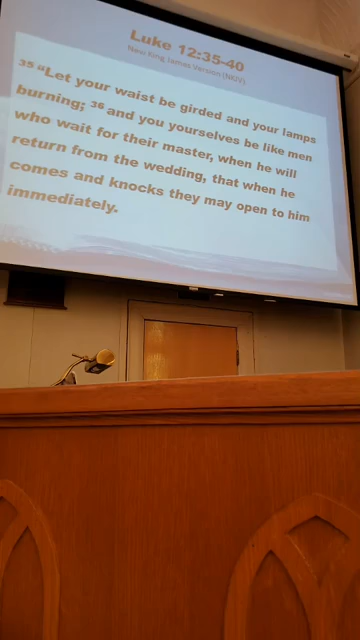 Luke 12:35-40
New King James Version (NKJV)
35 "Let your waist be girded and your lamps
burning; 36 and you yourselves be like men
who wait for their master, when he will
return from the wedding, that when he
comes and knocks they may open to him
immediately.